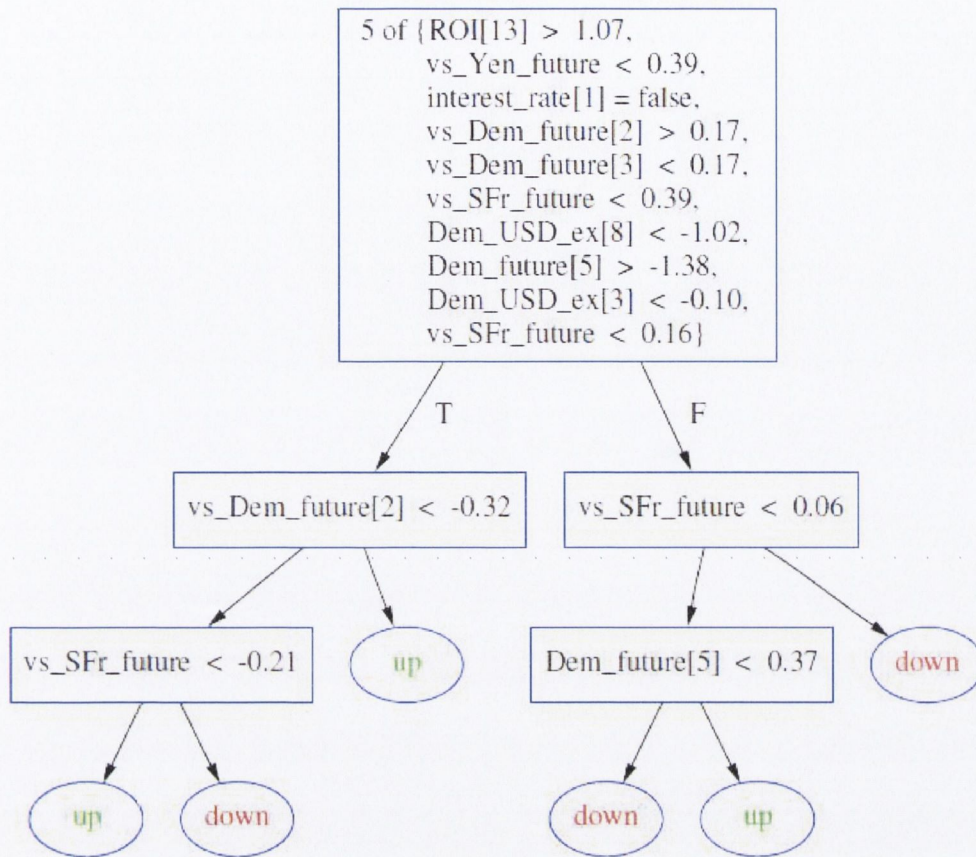 5 of {ROI[13] > 1.07,
vs_Yen_future < 0.39,
interest_rate[1] = false,
vs_Dem_future[2] > 0.17,
vs_Dem_future[3] < 0.17,
vs_SFr_future < 0.39,
Dem_USD_ex[8] < -1.02,
Dem_future[5] > -1.38,
Dem_USD_ex[3] < -0.10,
vs_SFr_future < 0.16}
T F
vs_Dem_future[2] < -0.32 vs_SFr_future < 0.06
vs_SFr_future < -0.21 up Dem_future[5] < 0.37 down
up down down up